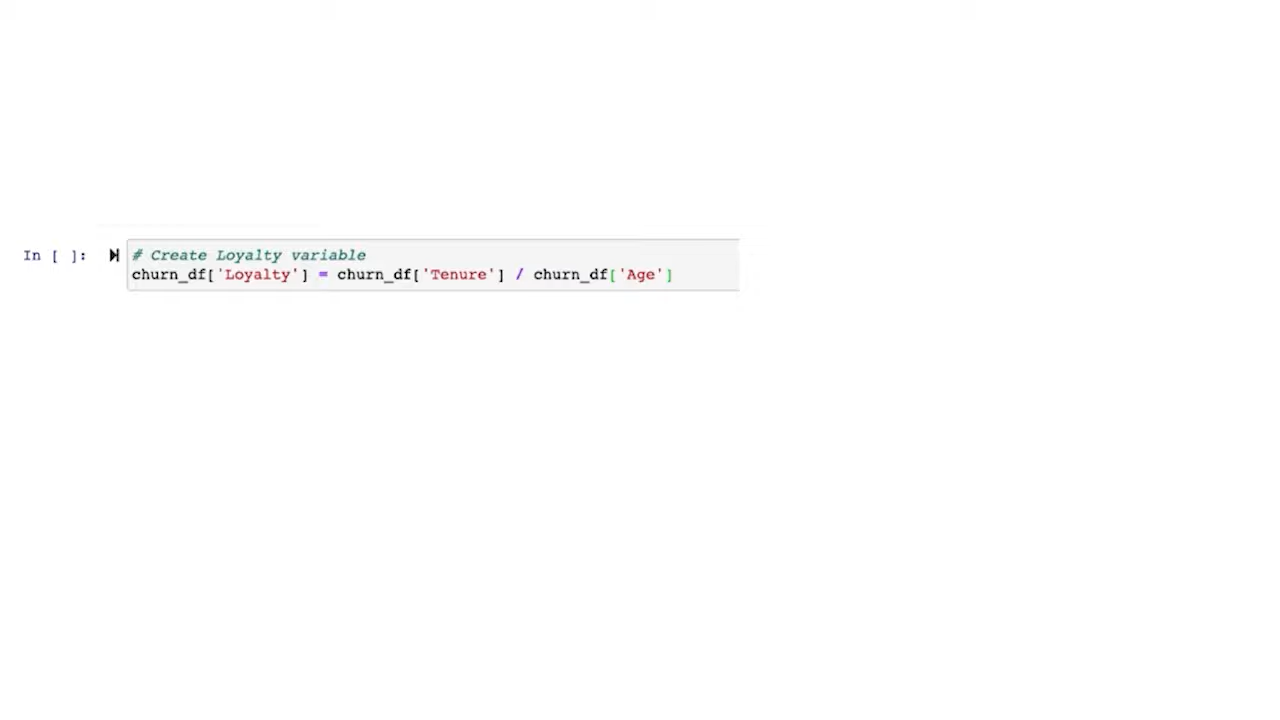 In [ ]:
# Create Loyalty variable
churn_df['Loyalty'] = churn_df['Tenure'] / churn_df['Age']